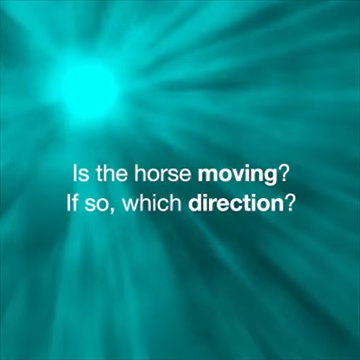 Is the horse moving?
If so, which direction?